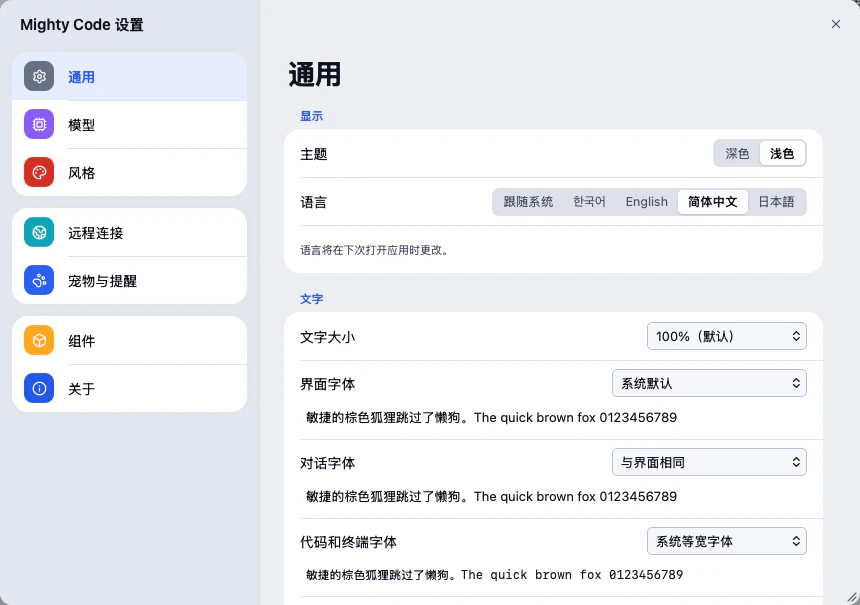 Mighty Code 设置
通用
模型
风格
远程连接
宠物与提醒
组件
关于
通用
显示
主题
深色 浅色
语言
跟随系统 한국어 English 简体中文 日本語
语言将在下次打开应用时更改。
文字
文字大小
100%（默认）
界面字体
系统默认
敏捷的棕色狐狸跳过了懒狗。The quick brown fox 0123456789
对话字体
与界面相同
敏捷的棕色狐狸跳过了懒狗。The quick brown fox 0123456789
代码和终端字体
系统等宽字体
敏捷的棕色狐狸跳过了懒狗。The quick brown fox 0123456789